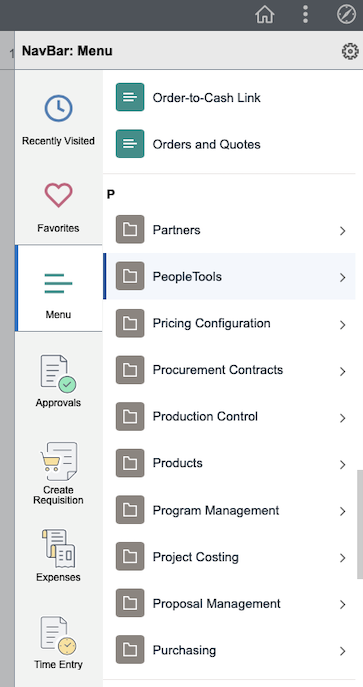 1
NavBar: Menu
Recently Visited
Favorites
Menu
Approvals
Create
Requisition
Expenses
Time Entry
Order-to-Cash Link
Orders and Quotes
P
Partners
PeopleTools
Pricing Configuration
Procurement Contracts
Production Control
Products
Program Management
Project Costing
Proposal Management
Purchasing